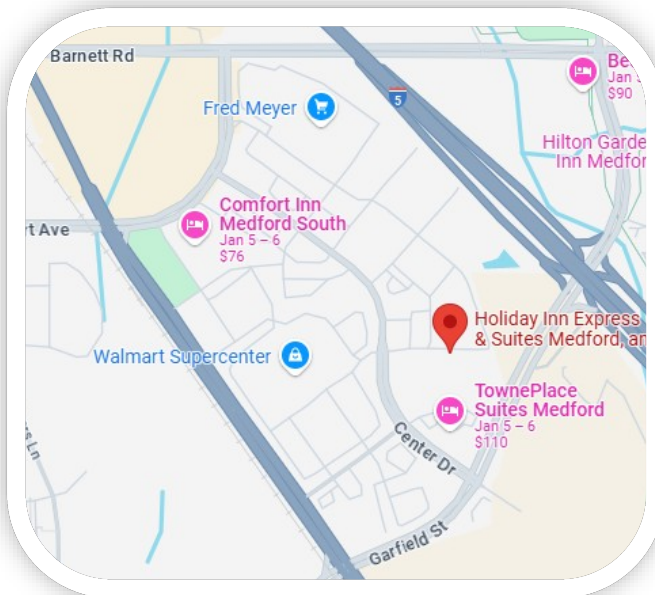 Barnett Rd
Fred Meyer
5
Be
Jan 5
$90
Hilton Garde
Inn Medfor
Comfort Inn
Medford South
Jan 5 – 6
$76
rt Ave
Holiday Inn Express
& Suites Medford, an
Walmart Supercenter
TownePlace
Suites Medford
Jan 5 – 6
$110
Center Dr
rs Ln
Garfield St